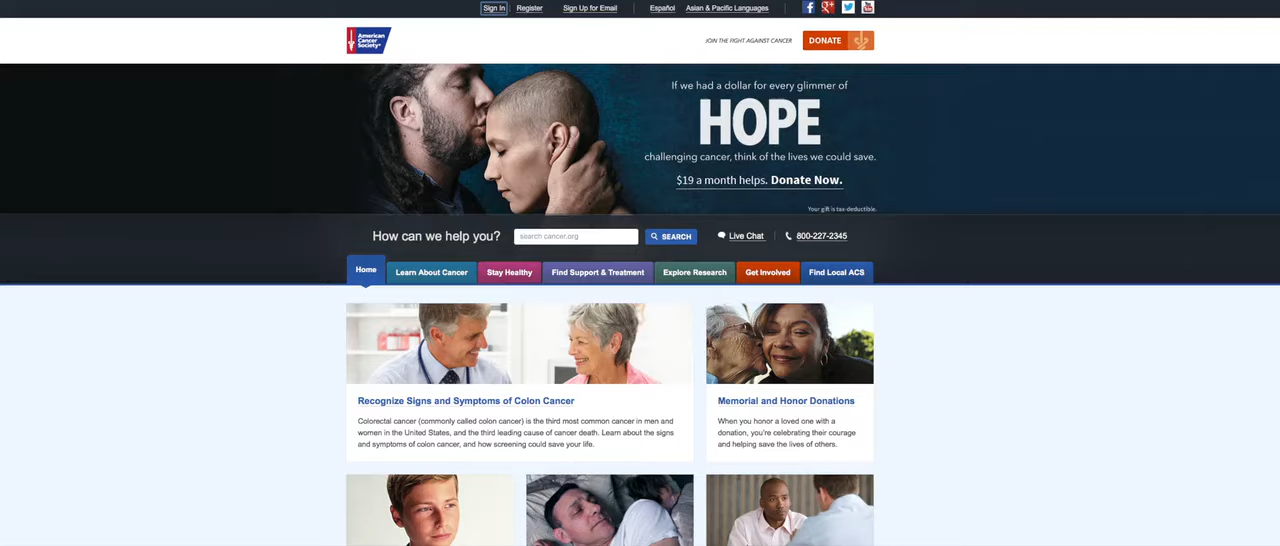 Sign In
Register
Sign Up for Email
Español
Asian & Pacific Languages
American
Cancer
Society®
JOIN THE FIGHT AGAINST CANCER
DONATE
If we had a dollar for every glimmer of
HOPE
challenging cancer, think of the lives we could save.
$19 a month helps. Donate Now.
Your gift is tax-deductible.
How can we help you?
search cancer.org
SEARCH
Live Chat
800-227-2345
Home
Learn About Cancer
Stay Healthy
Find Support & Treatment
Explore Research
Get Involved
Find Local ACS
Recognize Signs and Symptoms of Colon Cancer
Colorectal cancer (commonly called colon cancer) is the third most common cancer in men and
women in the United States, and the third leading cause of cancer death. Learn about the signs
and symptoms of colon cancer, and how screening could save your life.
Memorial and Honor Donations
When you honor a loved one with a
donation, you're celebrating their courage
and helping save the lives of others.